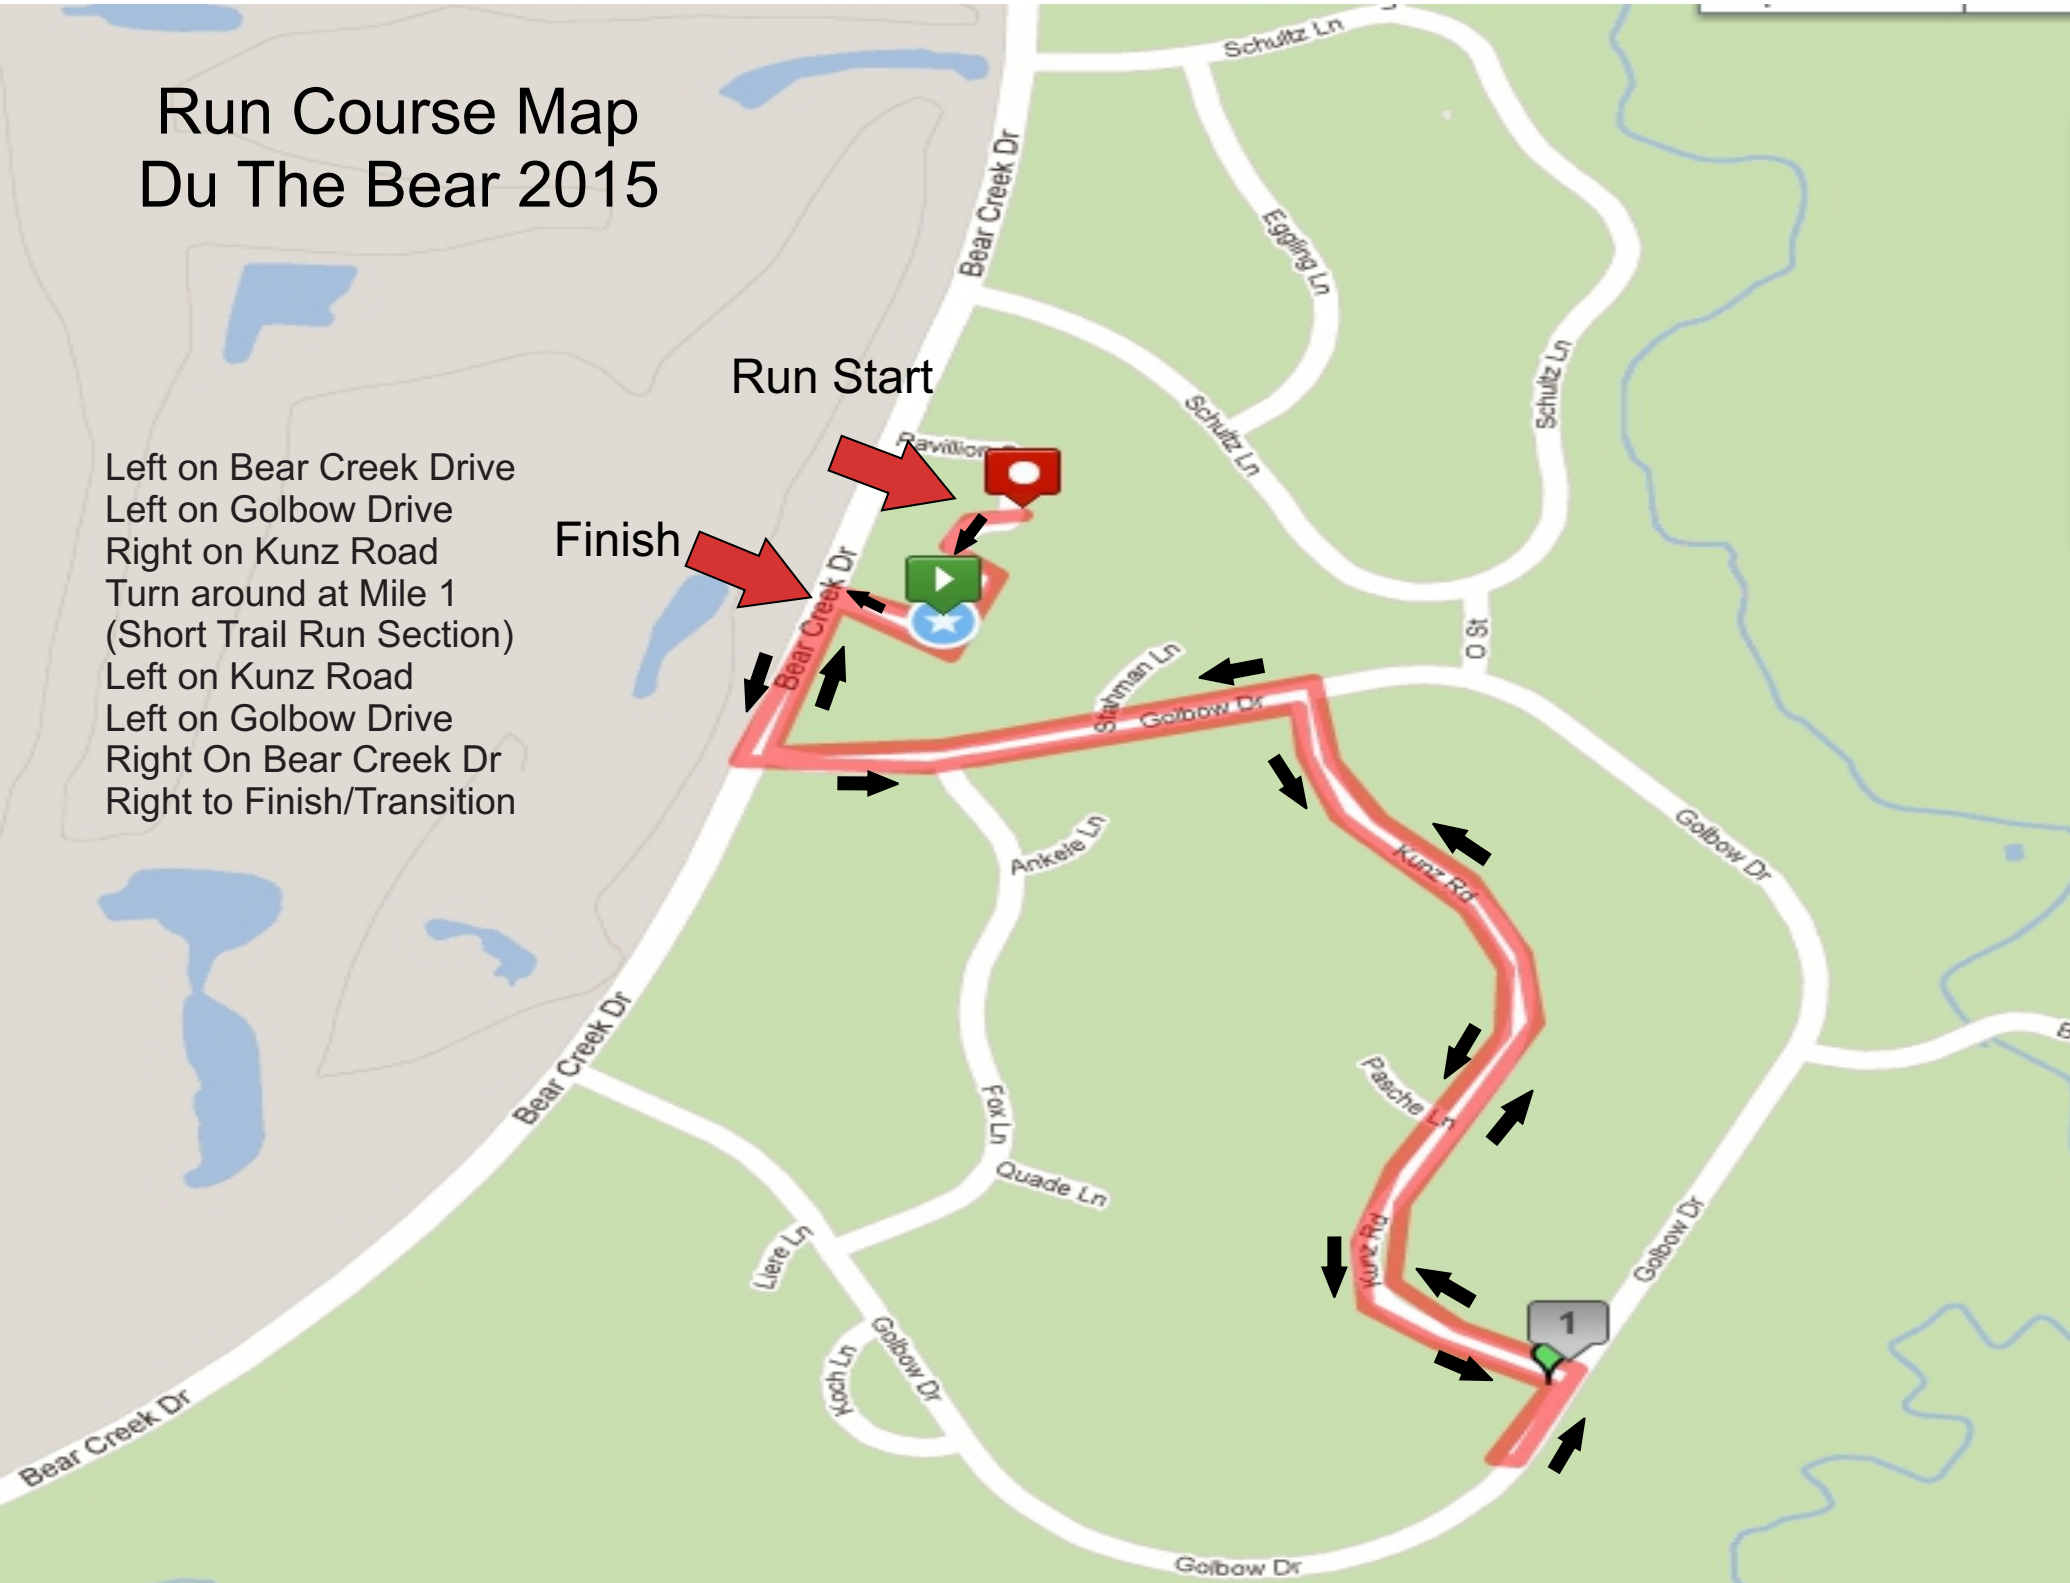 Run Course Map
Du The Bear 2015
Schultz Ln
Bear Creek Dr
Eggling Ln
Run Start
Schultz Ln
Schultz Ln
Pavillion
Left on Bear Creek Drive
Left on Golbow Drive
Right on Kunz Road
Turn around at Mile 1
(Short Trail Run Section)
Left on Kunz Road
Left on Golbow Drive
Right On Bear Creek Dr
Right to Finish/Transition
Finish
Bear Creek Dr
O St
Stahman Ln
Golbow Dr
Ankele Ln
Kunz Rd
Golbow Dr
Bear Creek Dr
Fox Ln
Pasche Ln
Quade Ln
Liere Ln
Kunz Rd
Golbow Dr
1
Koch Ln
Golbow Dr
Bear Creek Dr
Golbow Dr